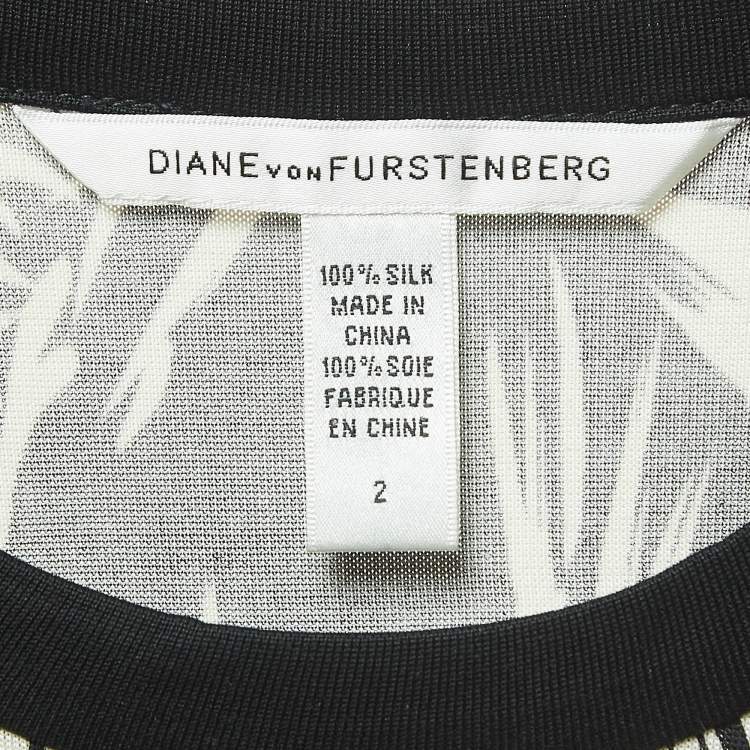 DIANE VON FURSTENBERG
100% SILK
MADE IN
CHINA
100% SOIE
FABRIQUE
EN CHINE
2